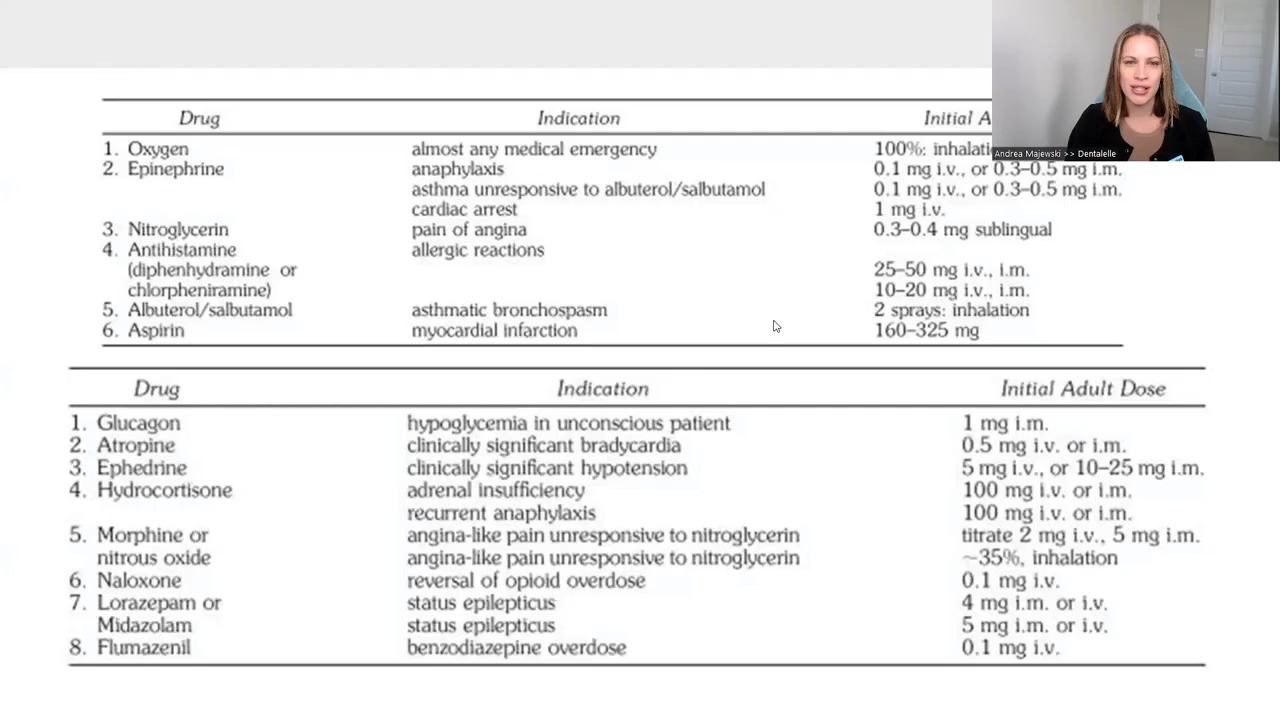 Drug Indication Initial A
1. Oxygen almost any medical emergency 100%: inhalati
2. Epinephrine anaphylaxis 0.1 mg i.v., or 0.3–0.5 mg i.m.
asthma unresponsive to albuterol/salbutamol 0.1 mg i.v., or 0.3–0.5 mg i.m.
cardiac arrest 1 mg i.v.
3. Nitroglycerin pain of angina 0.3–0.4 mg sublingual
4. Antihistamine allergic reactions
(diphenhydramine or 25–50 mg i.v., i.m.
chlorpheniramine) 10–20 mg i.v., i.m.
5. Albuterol/salbutamol asthmatic bronchospasm 2 sprays: inhalation
6. Aspirin myocardial infarction 160–325 mg
Andrea Majewski >> Dentalelle
Drug Indication Initial Adult Dose
1. Glucagon hypoglycemia in unconscious patient 1 mg i.m.
2. Atropine clinically significant bradycardia 0.5 mg i.v. or i.m.
3. Ephedrine clinically significant hypotension 5 mg i.v., or 10–25 mg i.m.
4. Hydrocortisone adrenal insufficiency 100 mg i.v. or i.m.
recurrent anaphylaxis 100 mg i.v. or i.m.
5. Morphine or angina-like pain unresponsive to nitroglycerin titrate 2 mg i.v., 5 mg i.m.
nitrous oxide angina-like pain unresponsive to nitroglycerin ~35%, inhalation
6. Naloxone reversal of opioid overdose 0.1 mg i.v.
7. Lorazepam or status epilepticus 4 mg i.m. or i.v.
Midazolam status epilepticus 5 mg i.m. or i.v.
8. Flumazenil benzodiazepine overdose 0.1 mg i.v.